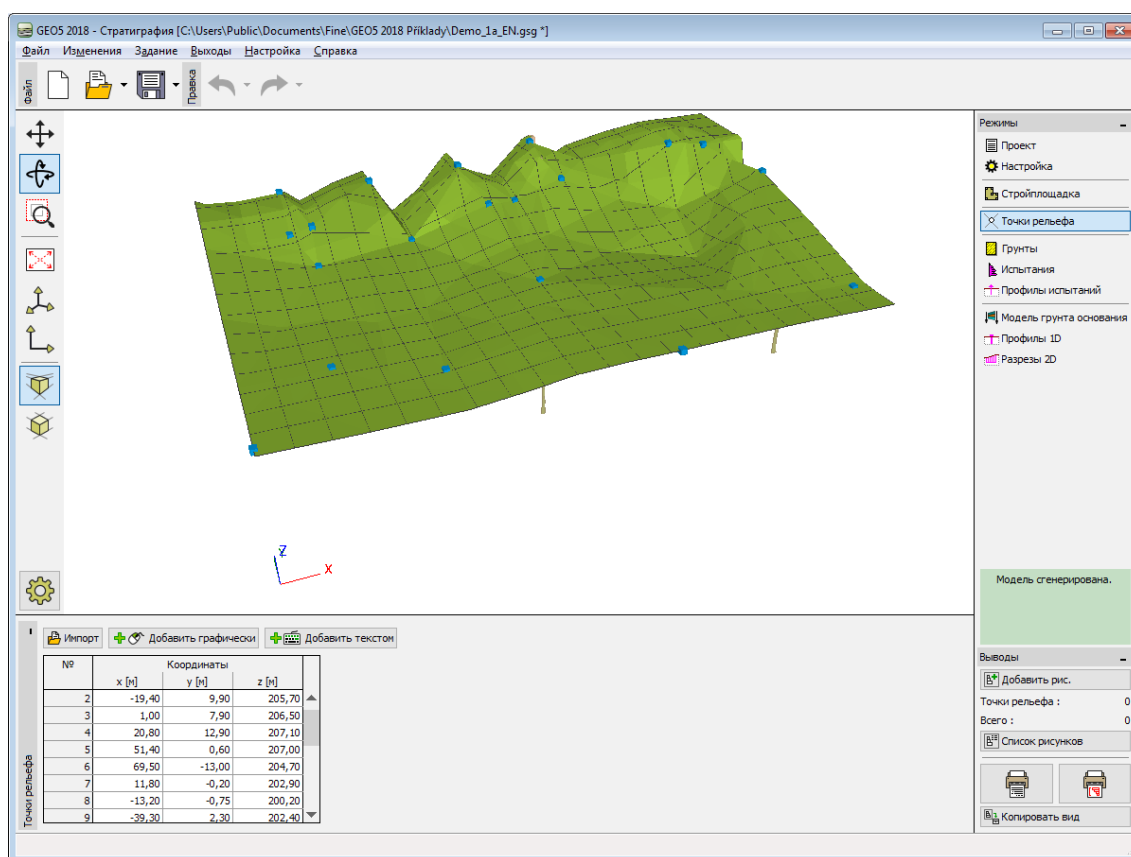 GEO5 2018 - Стратиграфия [C:\Users\Public\Documents\Fine\GEO5 2018 Příklady\Demo_1a_EN.gsg *]
Файл Изменения Задание Выходы Настройка Справка
Файл
Правка
Z
X
Режимы
Проект
Настройка
Стройплощадка
Точки рельефа
Грунты
Испытания
Профилы испытаний
Модель грунта основания
Профилы 1D
Разрезы 2D
Модель сгенерирована.
Импорт Добавить графически Добавить текстом
Точки рельефа
№ Координаты
x [м] y [м] z [м]
2 -19,40 9,90 205,70
3 1,00 7,90 206,50
4 20,80 12,90 207,10
5 51,40 0,60 207,00
6 69,50 -13,00 204,70
7 11,80 -0,20 202,90
8 -13,20 -0,75 200,20
9 -39,30 2,30 202,40
Выводы
Добавить рис.
Точки рельефа : 0
Всего : 0
Список рисунков
Копировать вид